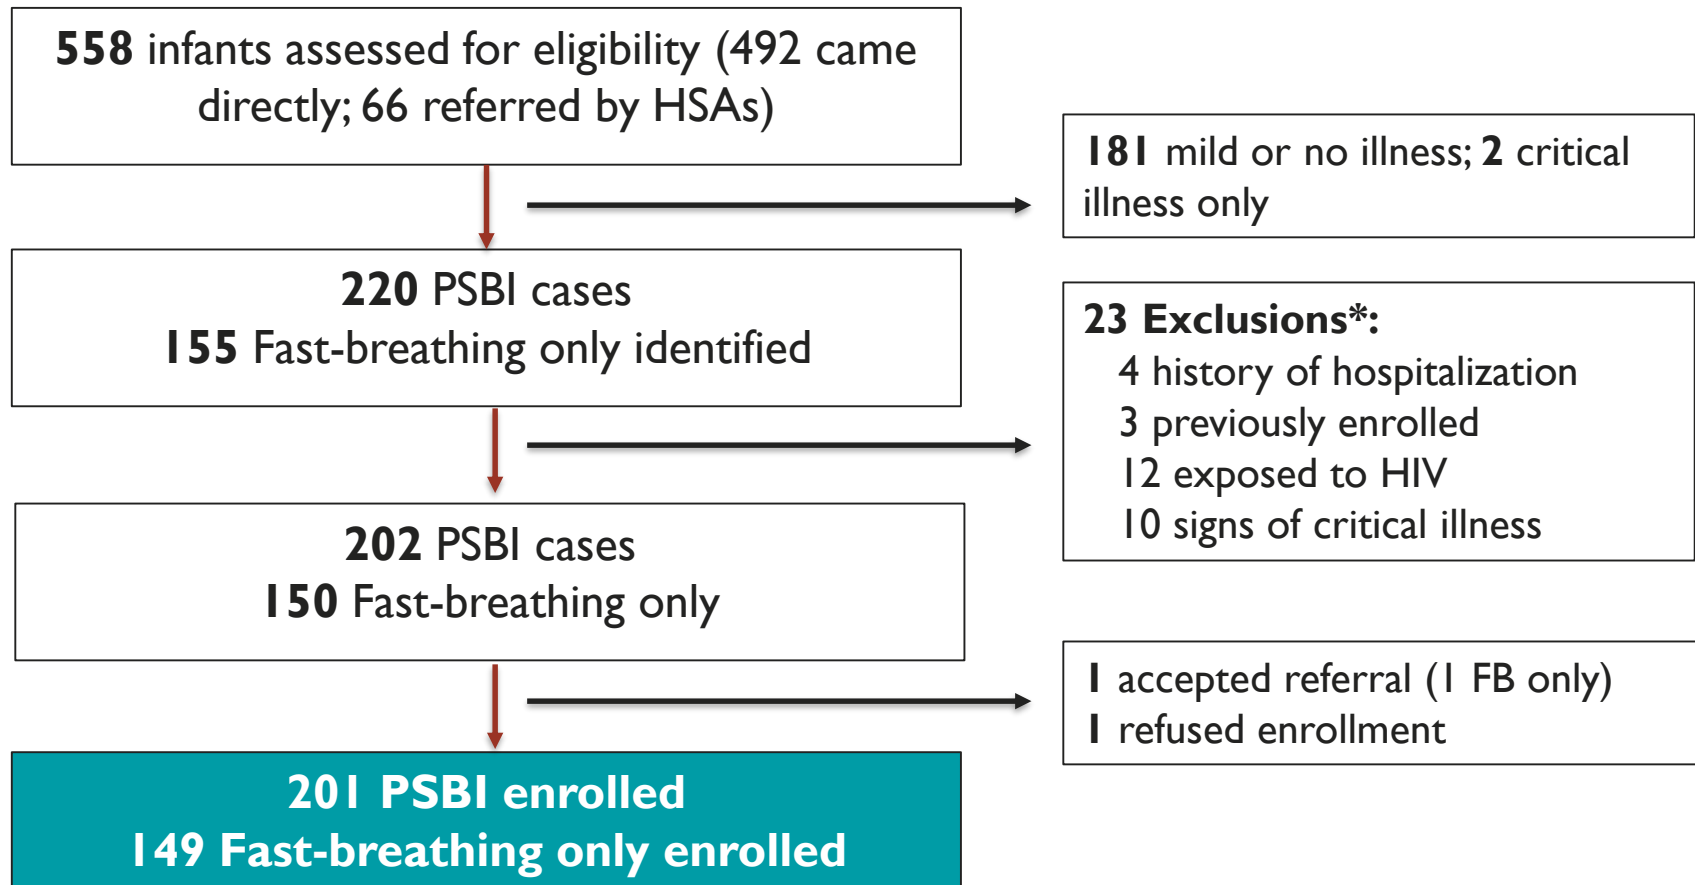 558 infants assessed for eligibility (492 came
directly; 66 referred by HSAs)
181 mild or no illness; 2 critical
illness only
220 PSBI cases
155 Fast-breathing only identified
23 Exclusions*:
4 history of hospitalization
3 previously enrolled
12 exposed to HIV
10 signs of critical illness
202 PSBI cases
150 Fast-breathing only
1 accepted referral (1 FB only)
1 refused enrollment
201 PSBI enrolled
149 Fast-breathing only enrolled